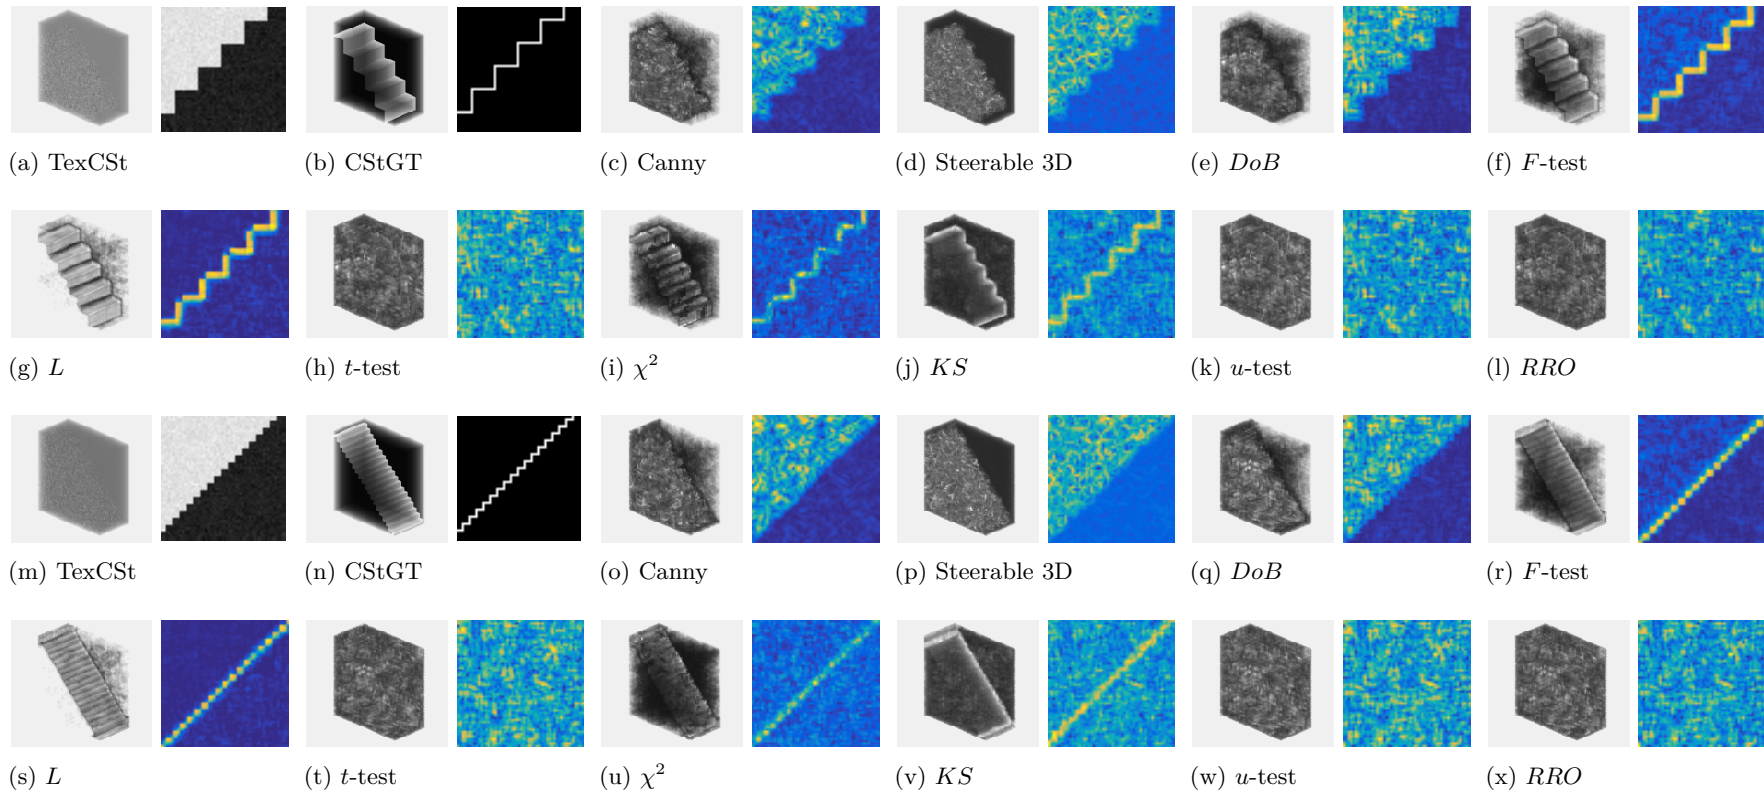 (a) TexCSt (b) CStGT (c) Canny (d) Steerable 3D (e) DoB (f) F-test
(g) L (h) t-test (i) χ² (j) KS (k) u-test (l) RRO
(m) TexCSt (n) CStGT (o) Canny (p) Steerable 3D (q) DoB (r) F-test
(s) L (t) t-test (u) χ² (v) KS (w) u-test (x) RRO